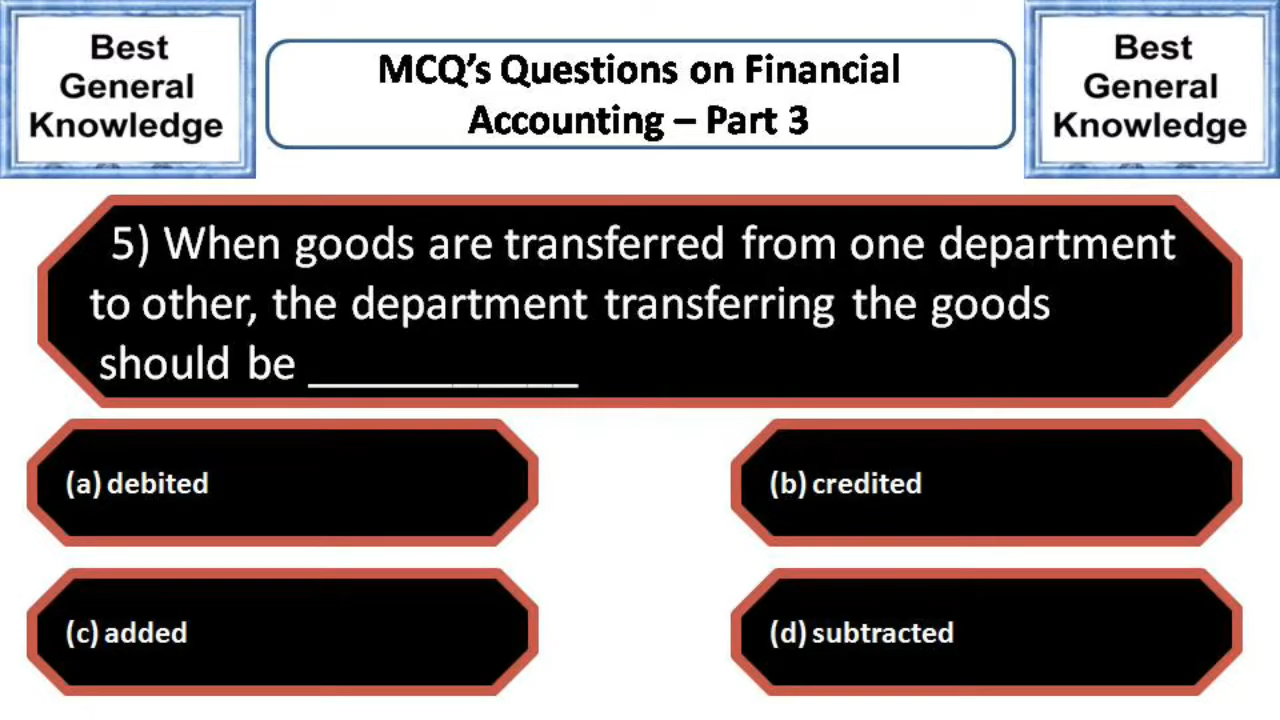 Best
General
Knowledge
MCQ’s Questions on Financial
Accounting – Part 3
Best
General
Knowledge
5) When goods are transferred from one department
to other, the department transferring the goods
should be ___________
(a) debited
(b) credited
(c) added
(d) subtracted